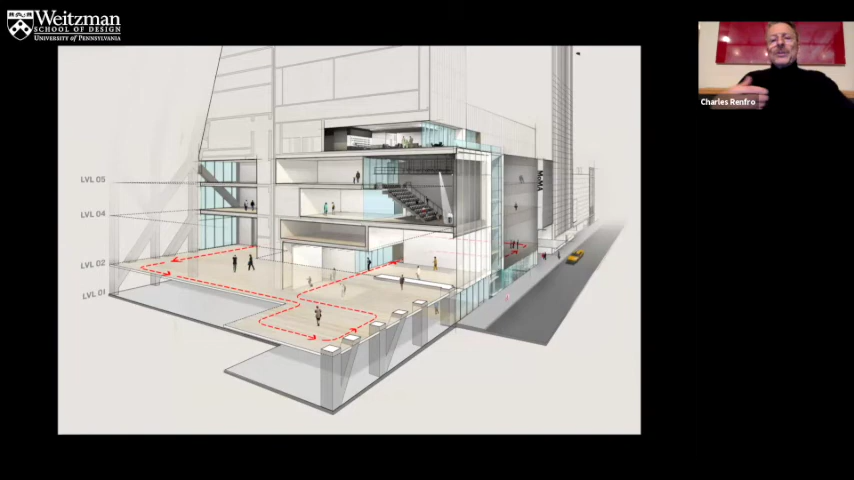 Weitzman
SCHOOL OF DESIGN
UNIVERSITY OF PENNSYLVANIA
Charles Renfro
LVL 05
LVL 04
LVL 02
LVL 01
MoMA